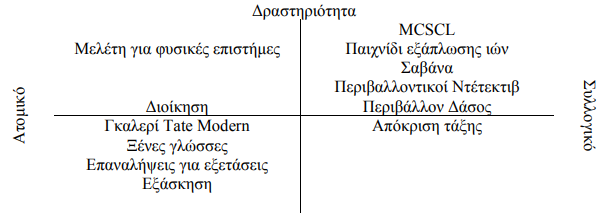 Δραστηριότητα
Μελέτη για φυσικές επιστήμες
Διοίκηση
MCSCL
Παιχνίδι εξάπλωσης ιών
Σαβάνα
Περιβαλλοντικοί Ντέτεκτιβ
Περιβάλλον Δάσος
Ατομικό
Συλλογικό
Γκαλερί Tate Modern
Ξένες γλώσσες
Επαναλήψεις για εξετάσεις
Εξάσκηση
Απόκριση τάξης